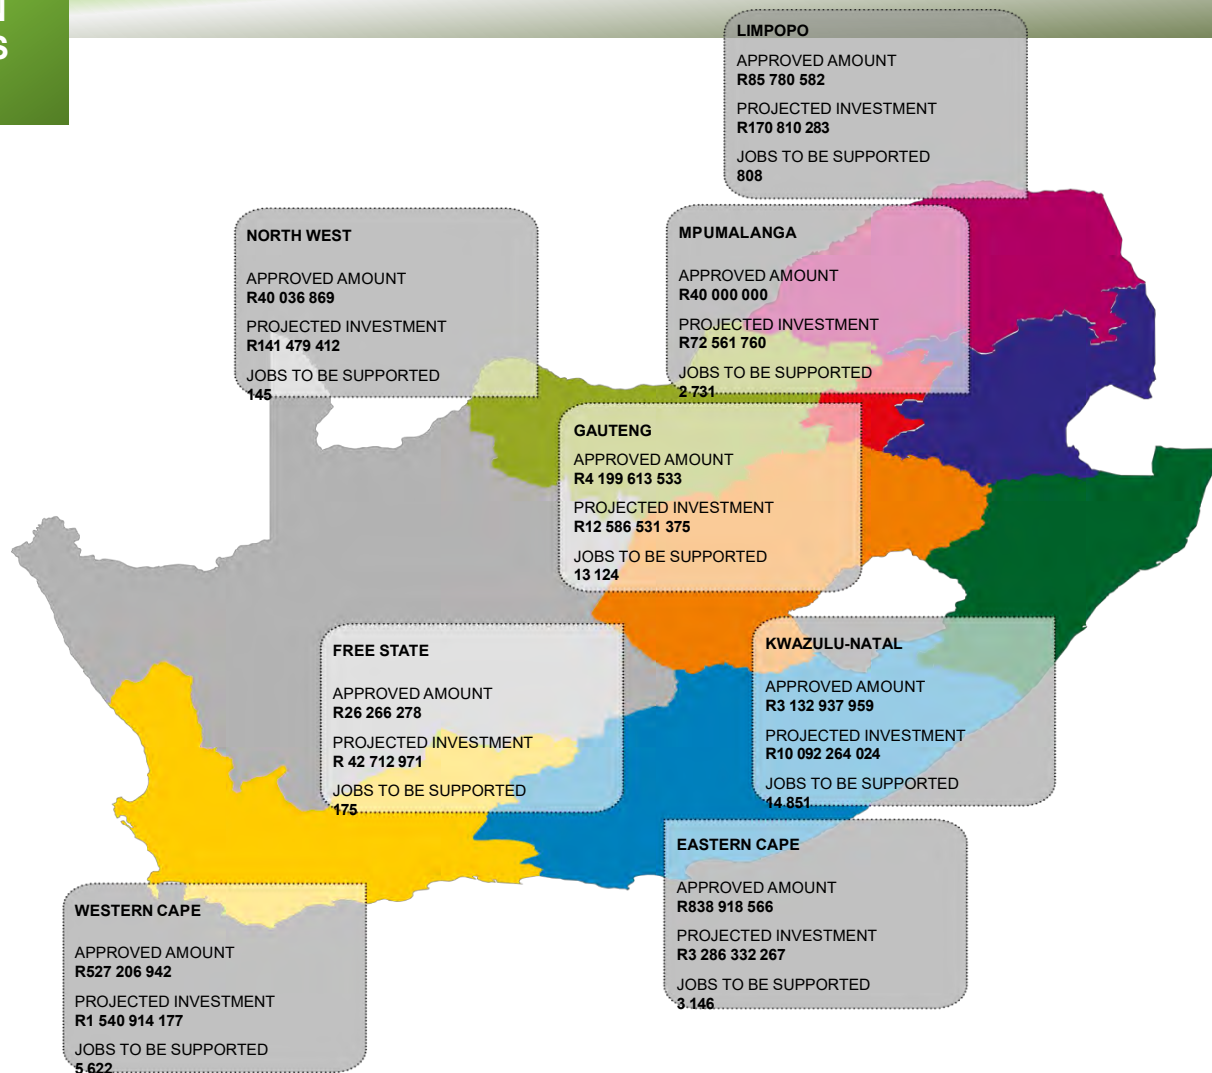 S
LIMPOPO
APPROVED AMOUNT
R85 780 582
PROJECTED INVESTMENT
R170 810 283
JOBS TO BE SUPPORTED
808
NORTH WEST
APPROVED AMOUNT
R40 036 869
PROJECTED INVESTMENT
R141 479 412
JOBS TO BE SUPPORTED
145
MPUMALANGA
APPROVED AMOUNT
R40 000 000
PROJECTED INVESTMENT
R72 561 760
JOBS TO BE SUPPORTED
2 731
GAUTENG
APPROVED AMOUNT
R4 199 613 533
PROJECTED INVESTMENT
R12 586 531 375
JOBS TO BE SUPPORTED
13 124
FREE STATE
APPROVED AMOUNT
R26 266 278
PROJECTED INVESTMENT
R 42 712 971
JOBS TO BE SUPPORTED
175
KWAZULU-NATAL
APPROVED AMOUNT
R3 132 937 959
PROJECTED INVESTMENT
R10 092 264 024
JOBS TO BE SUPPORTED
14 851
EASTERN CAPE
APPROVED AMOUNT
R838 918 566
PROJECTED INVESTMENT
R3 286 332 267
JOBS TO BE SUPPORTED
3 146
WESTERN CAPE
APPROVED AMOUNT
R527 206 942
PROJECTED INVESTMENT
R1 540 914 177
JOBS TO BE SUPPORTED
5 622